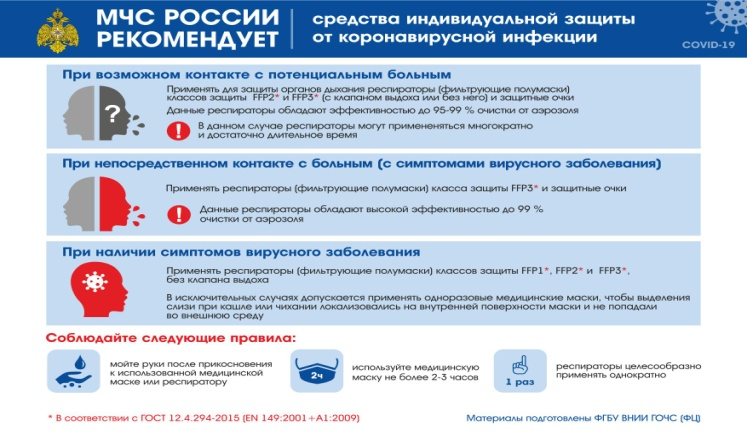 МЧС РОССИИ
РЕКОМЕНДУЕТ
средства индивидуальной защиты
от коронавирусной инфекции
COVID-19
При возможном контакте с потенциальным больным
Применять для защиты органов дыхания респираторы (фильтрующие полумаски)
классов защиты FFP2* и FFP3* (с клапаном выдоха или без него) и защитные очки
Данные респираторы обладают эффективностью до 95-99 % очистки от аэрозоля
?
!
В данном случае респираторы могут примененяться многократно
и достаточно длительное время
При непосредственном контакте с больным (с симптомами вирусного заболевания)
Применять респираторы (фильтрующие полумаски) класса защиты FFP3* и защитные очки
!
Данные респираторы обладают высокой эффективностью до 99 %
очистки от аэрозоля
При наличии симптомов вирусного заболевания
Применять респираторы (фильтрующие полумаски) классов защиты FFP1*, FFP2* и FFP3*,
без клапана выдоха
В исключительных случаях допускается применять одноразовые медицинские маски, чтобы выделения
слизи при кашле или чихании локализовались на внутренней поверхности маски и не попадали
во внешнюю среду
Соблюдайте следующие правила:
мойте руки после прикосновения
к использованной медицинской
маске или респиратору
2ч
используйте медицинскую
маску не более 2-3 часов
1 раз
респираторы целесообразно
применять однократно
* В соответствии с ГОСТ 12.4.294-2015 (EN 149:2001+A1:2009)
Материалы подготовлены ФГБУ ВНИИ ГОЧС (ФЦ)